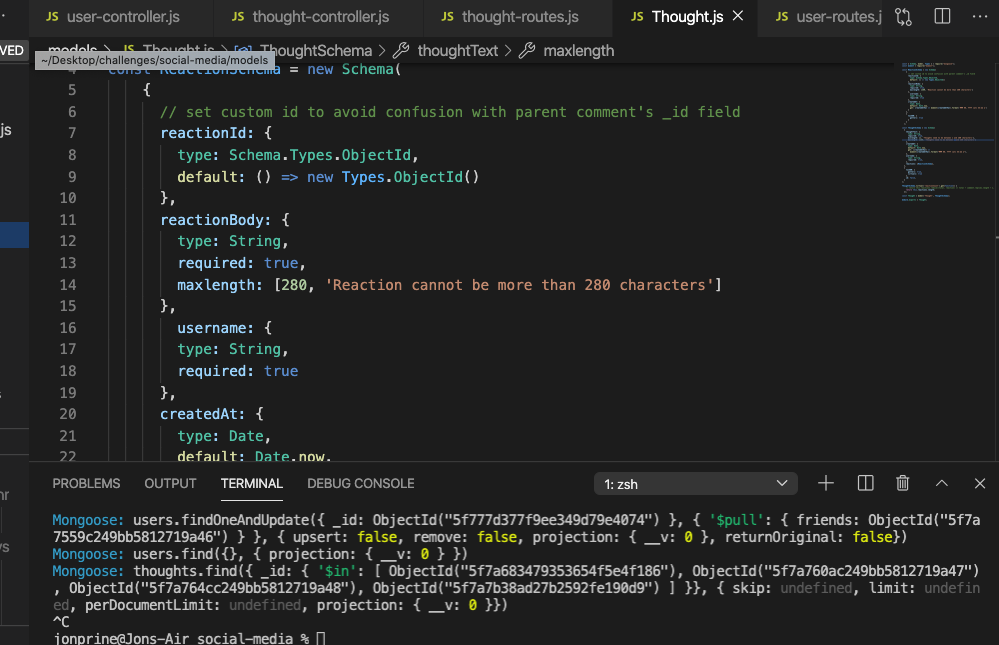 JS user-controller.js JS thought-controller.js JS thought-routes.js JS Thought.js × JS user-routes.j
VED models > JS Thought.js > ThoughtSchema > thoughtText > maxlength
~/Desktop/challenges/social-media/models
4 const ReactionSchema = new Schema(
5 {
6 // set custom id to avoid confusion with parent comment's _id field
js
7 reactionId: {
8 type: Schema.Types.ObjectId,
9 default: () => new Types.ObjectId()
10 },
11 reactionBody: {
12 type: String,
13 required: true,
14 maxlength: [280, 'Reaction cannot be more than 280 characters']
15 },
16 username: {
17 type: String,
18 required: true
19 },
20 createdAt: {
21 type: Date,
22 default: Date.now,
PROBLEMS OUTPUT TERMINAL DEBUG CONSOLE 1: zsh
Mongoose: users.findOneAndUpdate({ _id: ObjectId("5f777d377f9ee349d79e4074") }, { '$pull': { friends: ObjectId("5f7a
7559c249bb5812719a46") } }, { upsert: false, remove: false, projection: { __v: 0 }, returnOriginal: false})
Mongoose: users.find({}, { projection: { __v: 0 } })
Mongoose: thoughts.find({ _id: { '$in': [ ObjectId("5f7a683479353654f5e4f186"), ObjectId("5f7a760ac249bb5812719a47")
, ObjectId("5f7a764cc249bb5812719a48"), ObjectId("5f7a7b38ad27b2592fe190d9") ] }}, { skip: undefined, limit: undefin
ed, perDocumentLimit: undefined, projection: { __v: 0 }})
^C
jonprine@Jons-Air social-media %